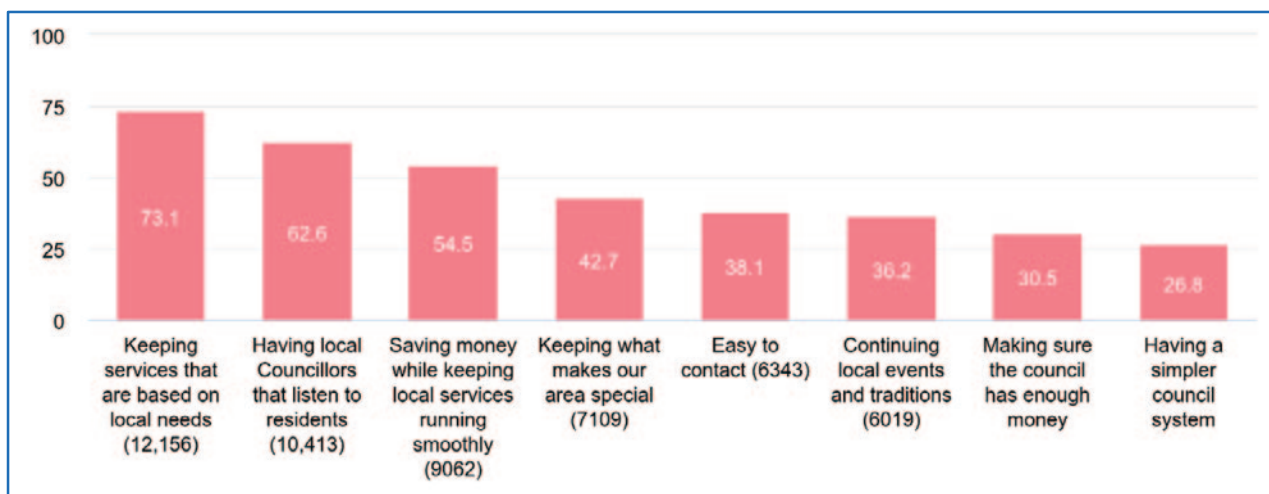 100
75
50
25
0
73.1
62.6
54.5
42.7
38.1
36.2
30.5
26.8
Keeping
services that
are based on
local needs
(12,156)
Having local
Councillors
that listen to
residents
(10,413)
Saving money
while keeping
local services
running
smoothly
(9062)
Keeping what
makes our
area special
(7109)
Easy to
contact (6343)
Continuing
local events
and traditions
(6019)
Making sure
the council
has enough
money
Having a
simpler
council
system